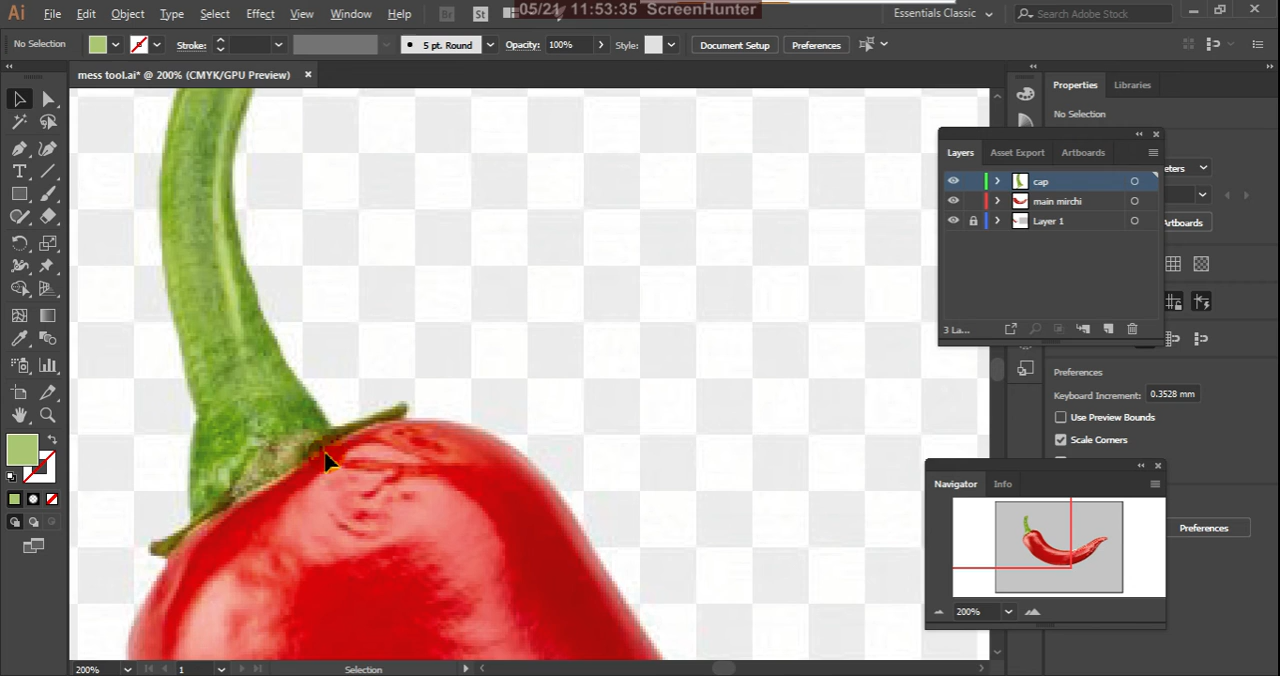 05/21 11:53:35 ScreenHunter
Ai File Edit Object Type Select Effect View Window Help Br St Essentials Classic Search Adobe Stock
No Selection Stroke: 5 pt. Round Opacity: 100% Style: Document Setup Preferences
mess tool.ai* @ 200% (CMYK/GPU Preview)
Properties Libraries
No Selection
Layers Asset Export Artboards
cap
main mirchi
Layer 1
3 La...
eters
Artboards
Preferences
Keyboard Increment: 0.3528 mm
Use Preview Bounds
Scale Corners
Navigator Info
Preferences
200%
200% 1 Selection